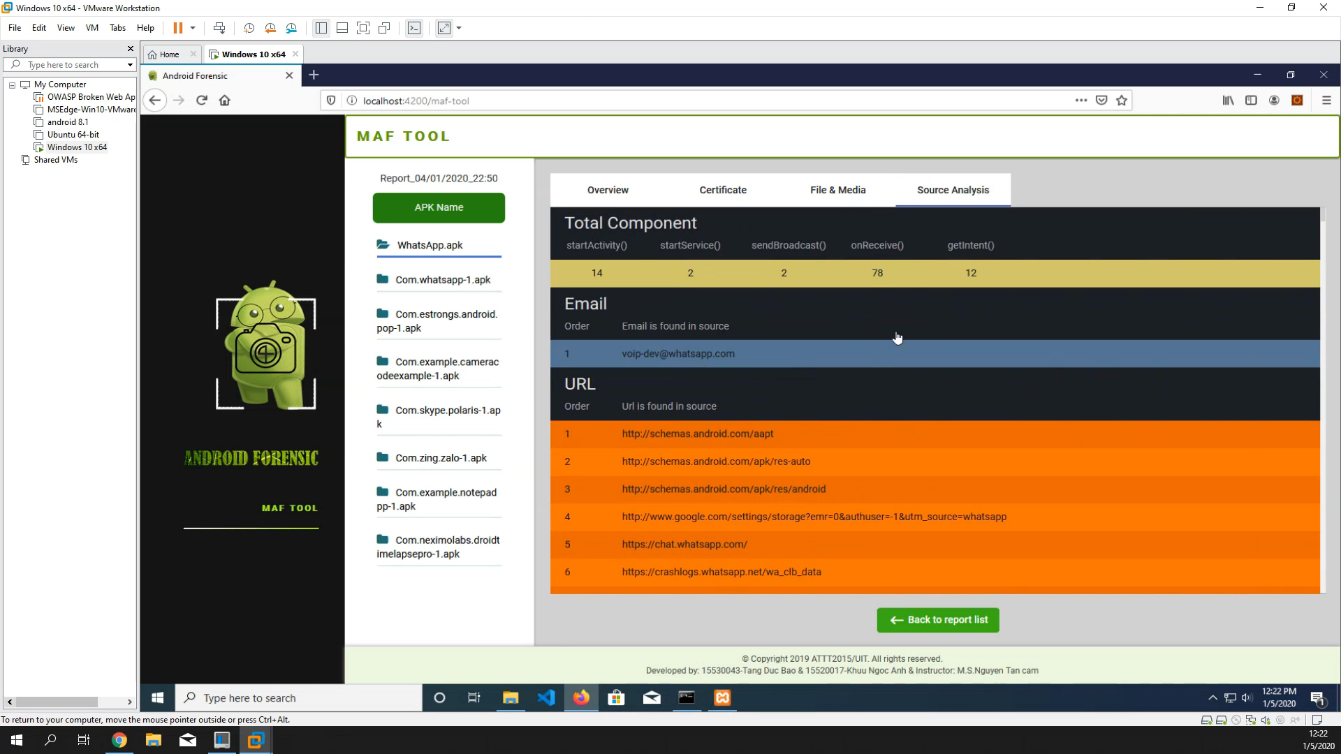 Windows 10 x64 - VMware Workstation
File Edit View VM Tabs Help
Library
Type here to search
My Computer
OWASP Broken Web Ap
MSEdge-Win10-VMware
android 8.1
Ubuntu 64-bit
Windows 10 x64
Shared VMs
Home
Windows 10 x64
Android Forensic
localhost:4200/maf-tool
ANDROID FORENSIC
MAF TOOL
MAF TOOL
Report_04/01/2020_22:50
APK Name
WhatsApp.apk
Com.whatsapp-1.apk
Com.estrongs.android.
pop-1.apk
Com.example.camerac
odeexample-1.apk
Com.skype.polaris-1.ap
k
Com.zing.zalo-1.apk
Com.example.notepad
pp-1.apk
Com.neximolabs.droidt
imelapsepro-1.apk
Overview Certificate File & Media Source Analysis
Total Component
startActivity() startService() sendBroadcast() onReceive() getIntent()
14 2 2 78 12
Email
Order Email is found in source
1 voip-dev@whatsapp.com
URL
Order Url is found in source
1 http://schemas.android.com/aapt
2 http://schemas.android.com/apk/res-auto
3 http://schemas.android.com/apk/res/android
4 http://www.google.com/settings/storage?emr=0&authuser=-1&utm_source=whatsapp
5 https://chat.whatsapp.com/
6 https://crashlogs.whatsapp.net/wa_clb_data
Back to report list
© Copyright 2019 ATTT2015/UIT. All rights reserved.
Developed by: 15530043-Tang Duc Bao & 15520017-Khuu Ngoc Anh & Instructor: M.S.Nguyen Tan cam
Type here to search
12:22 PM
1/5/2020
1
To return to your computer, move the mouse pointer outside or press Ctrl+Alt.
12:22
1/5/2020